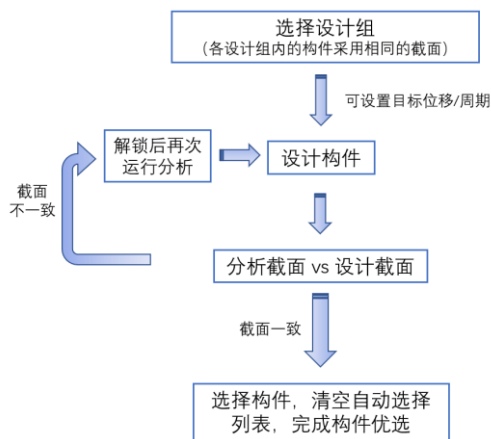 选择设计组
（各设计组内的构件采用相同的截面）
可设置目标位移/周期
解锁后再次
运行分析
设计构件
截面
不一致
分析截面 vs 设计截面
截面一致
选择构件，清空自动选择
列表，完成构件优选